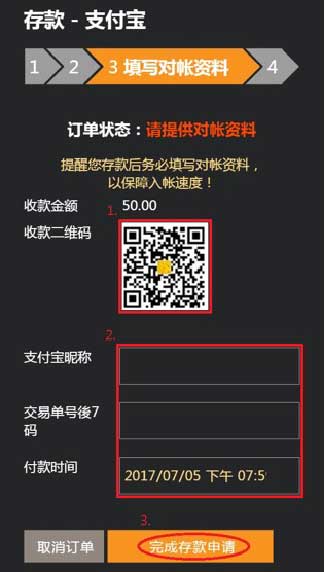 存款 - 支付宝
1 2 3 填写对帐资料 4
订单状态：请提供对帐资料
提醒您存款后务必填写对帐资料，
以保障入帐速度！
收款金额 50.00
1.
收款二维码
2.
支付宝昵称
交易单号後7
码
付款时间 2017/07/05 下午 07:5
3.
取消订单 完成存款申请